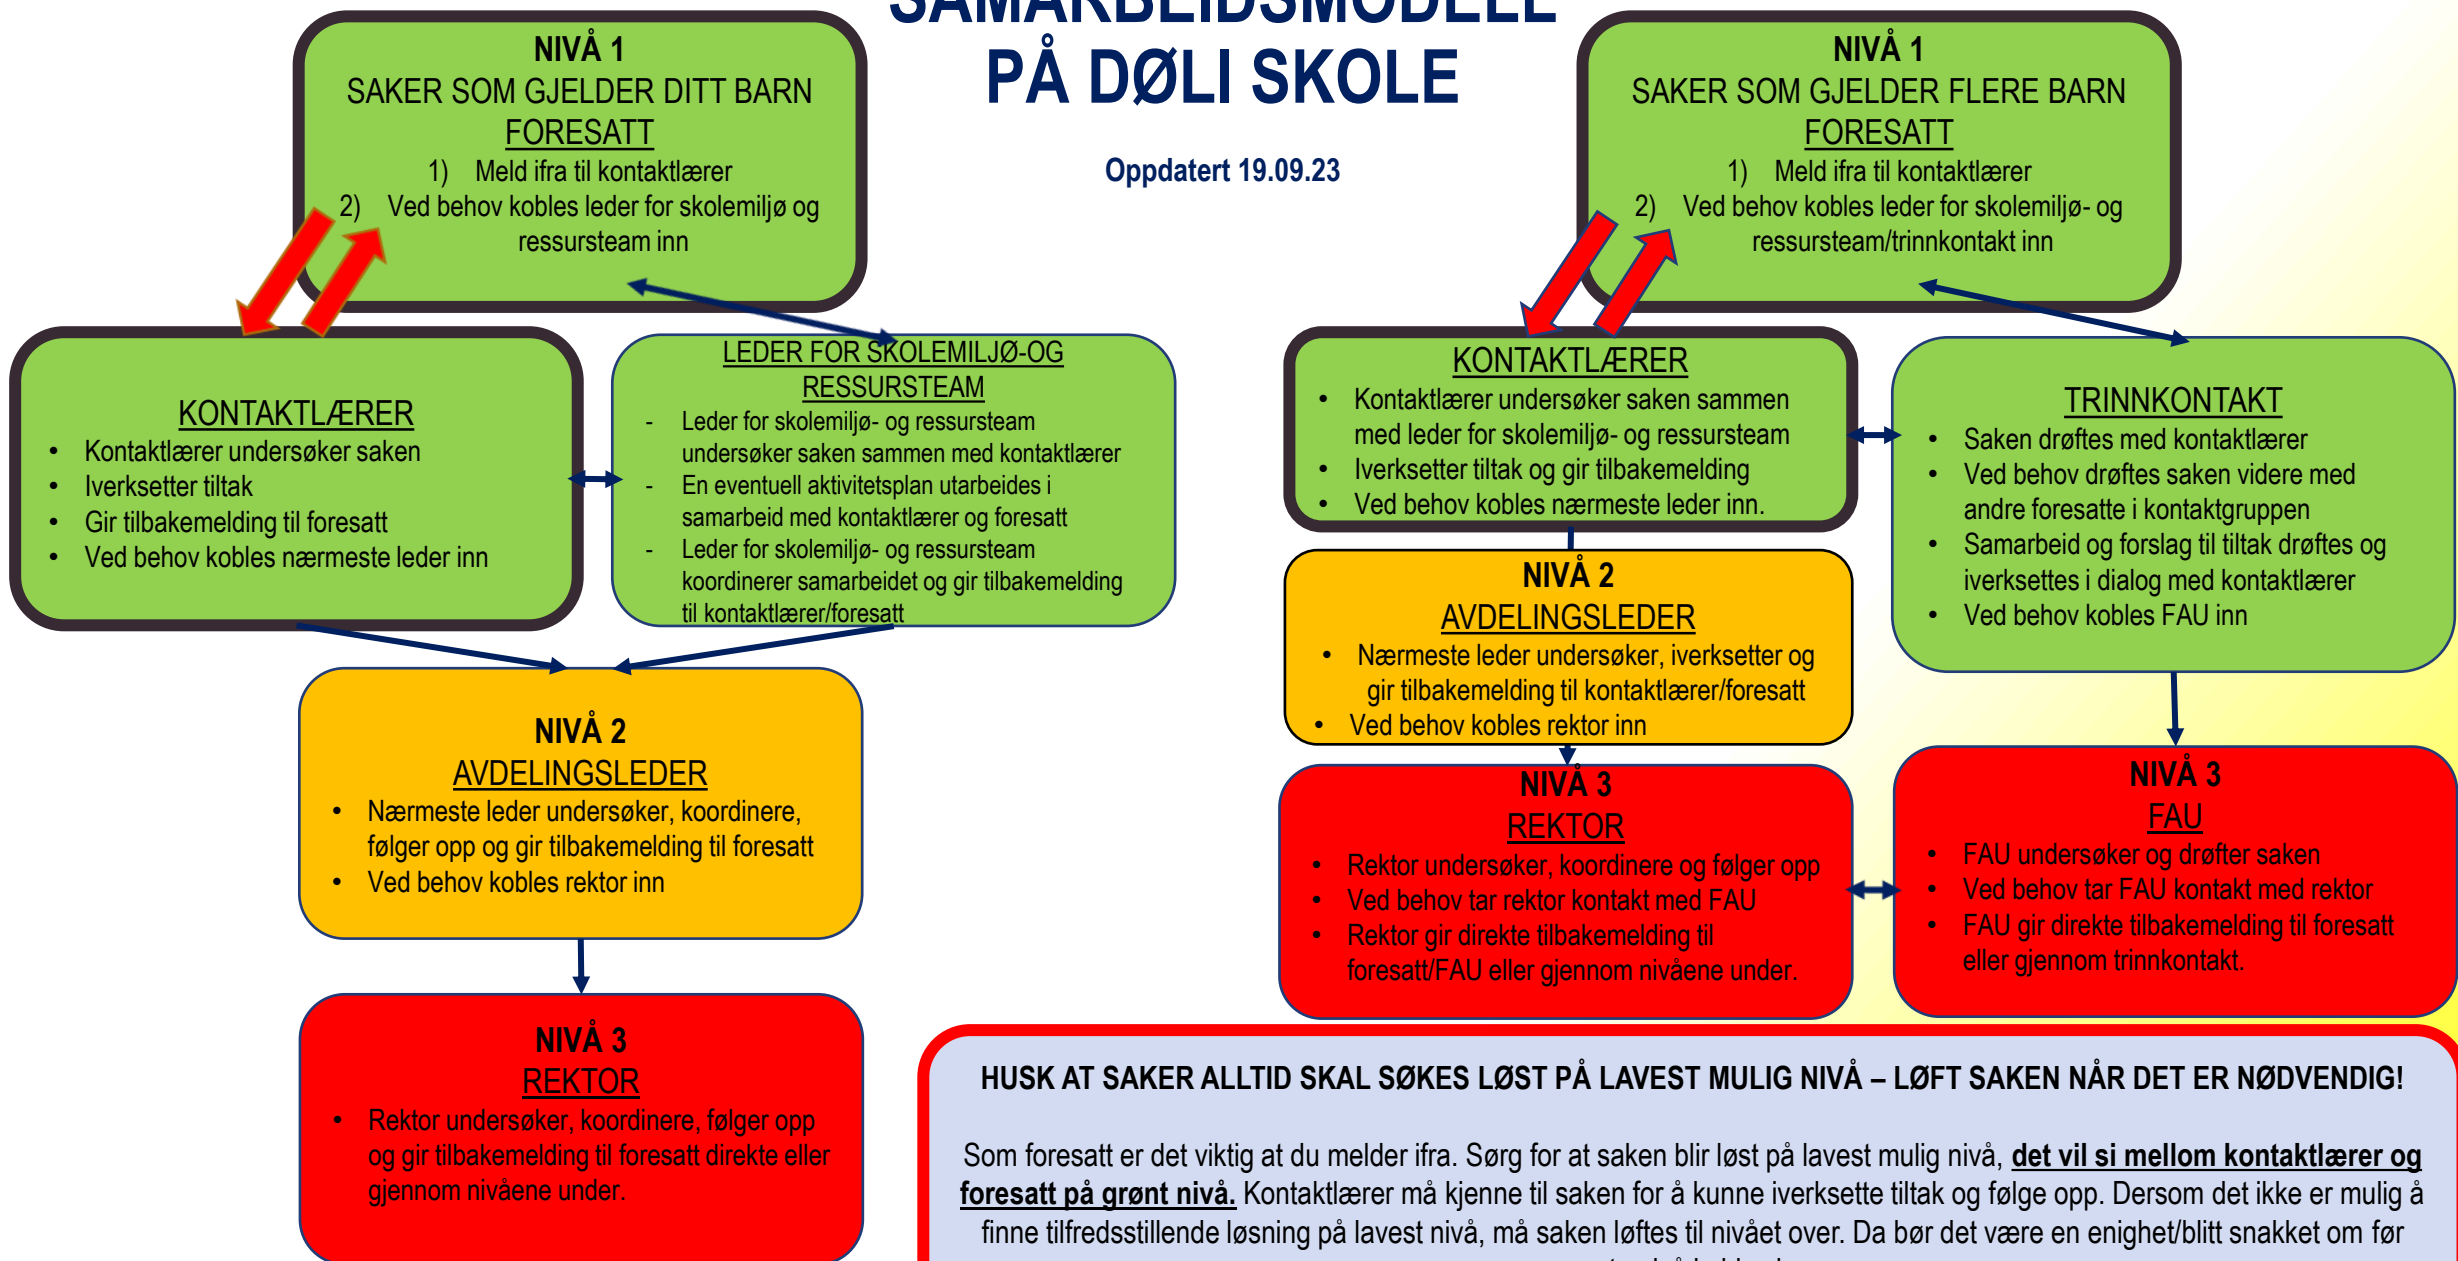 SAMARBEIDSMODELL
PÅ DØLI SKOLE
Oppdatert 19.09.23
NIVÅ 1
SAKER SOM GJELDER DITT BARN
FORESATT
1) Meld ifra til kontaktlærer
2) Ved behov kobles leder for skolemiljø og
ressursteam inn
KONTAKTLÆRER
• Kontaktlærer undersøker saken
• Iverksetter tiltak
• Gir tilbakemelding til foresatt
• Ved behov kobles nærmeste leder inn
LEDER FOR SKOLEMILJØ-OG
RESSURSTEAM
- Leder for skolemiljø- og ressursteam
undersøker saken sammen med kontaktlærer
- En eventuell aktivitetsplan utarbeides i
samarbeid med kontaktlærer og foresatt
- Leder for skolemiljø- og ressursteam
koordinerer samarbeidet og gir tilbakemelding
til kontaktlærer/foresatt
NIVÅ 2
AVDELINGSLEDER
• Nærmeste leder undersøker, koordinere,
følger opp og gir tilbakemelding til foresatt
• Ved behov kobles rektor inn
NIVÅ 3
REKTOR
• Rektor undersøker, koordinere, følger opp
og gir tilbakemelding til foresatt direkte eller
gjennom nivåene under.
NIVÅ 1
SAKER SOM GJELDER FLERE BARN
FORESATT
1) Meld ifra til kontaktlærer
2) Ved behov kobles leder for skolemiljø- og
ressursteam/trinnkontakt inn
KONTAKTLÆRER
• Kontaktlærer undersøker saken sammen
med leder for skolemiljø- og ressursteam
• Iverksetter tiltak og gir tilbakemelding
• Ved behov kobles nærmeste leder inn.
TRINNKONTAKT
• Saken drøftes med kontaktlærer
• Ved behov drøftes saken videre med
andre foresatte i kontaktgruppen
• Samarbeid og forslag til tiltak drøftes og
iverksettes i dialog med kontaktlærer
• Ved behov kobles FAU inn
NIVÅ 2
AVDELINGSLEDER
• Nærmeste leder undersøker, iverksetter og
gir tilbakemelding til kontaktlærer/foresatt
• Ved behov kobles rektor inn
NIVÅ 3
REKTOR
• Rektor undersøker, koordinere og følger opp
• Ved behov tar rektor kontakt med FAU
• Rektor gir direkte tilbakemelding til
foresatt/FAU eller gjennom nivåene under.
NIVÅ 3
FAU
• FAU undersøker og drøfter saken
• Ved behov tar FAU kontakt med rektor
• FAU gir direkte tilbakemelding til foresatt
eller gjennom trinnkontakt.
HUSK AT SAKER ALLTID SKAL SØKES LØST PÅ LAVEST MULIG NIVÅ – LØFT SAKEN NÅR DET ER NØDVENDIG!
Som foresatt er det viktig at du melder ifra. Sørg for at saken blir løst på lavest mulig nivå, det vil si mellom kontaktlærer og
foresatt på grønt nivå. Kontaktlærer må kjenne til saken for å kunne iverksette tiltak og følge opp. Dersom det ikke er mulig å
finne tilfredsstillende løsning på lavest nivå, må saken løftes til nivået over. Da bør det være en enighet/blitt snakket om før